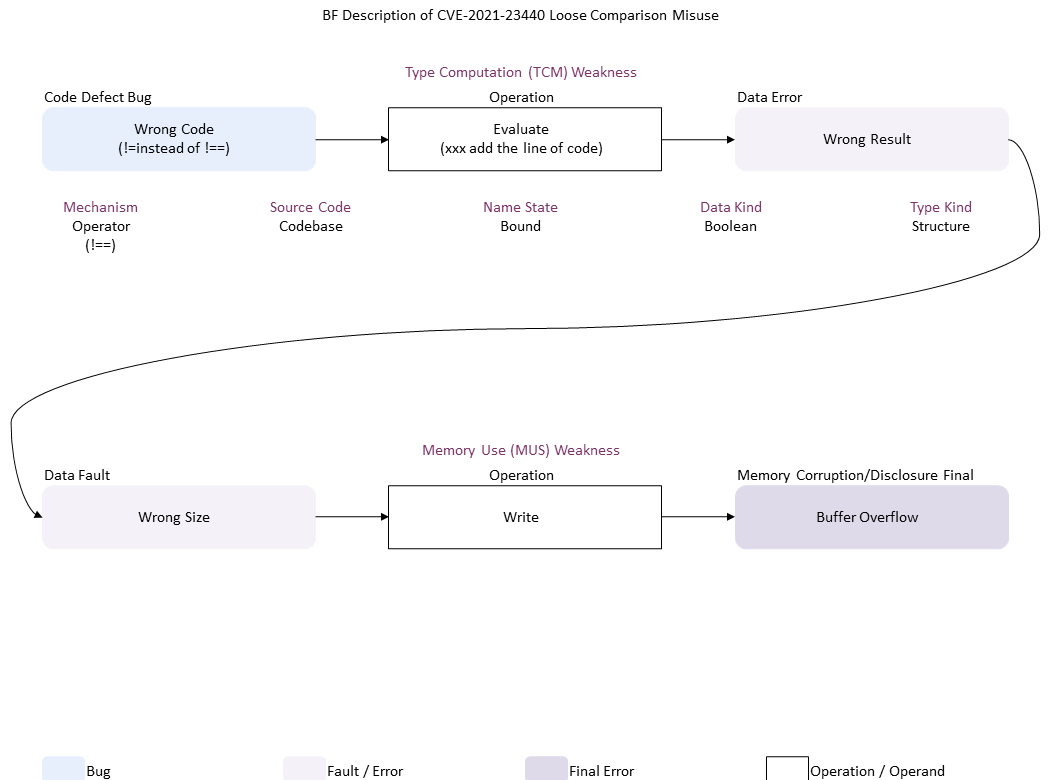 BF Description of CVE-2021-23440 Loose Comparison Misuse
Type Computation (TCM) Weakness
Code Defect Bug
Operation
Data Error
Wrong Code
(!=instead of !==)
Evaluate
(xxx add the line of code)
Wrong Result
Mechanism
Operator
(!==)
Source Code
Codebase
Name State
Bound
Data Kind
Boolean
Type Kind
Structure
Memory Use (MUS) Weakness
Data Fault
Operation
Memory Corruption/Disclosure Final
Wrong Size
Write
Buffer Overflow
Bug
Fault / Error
Final Error
Operation / Operand